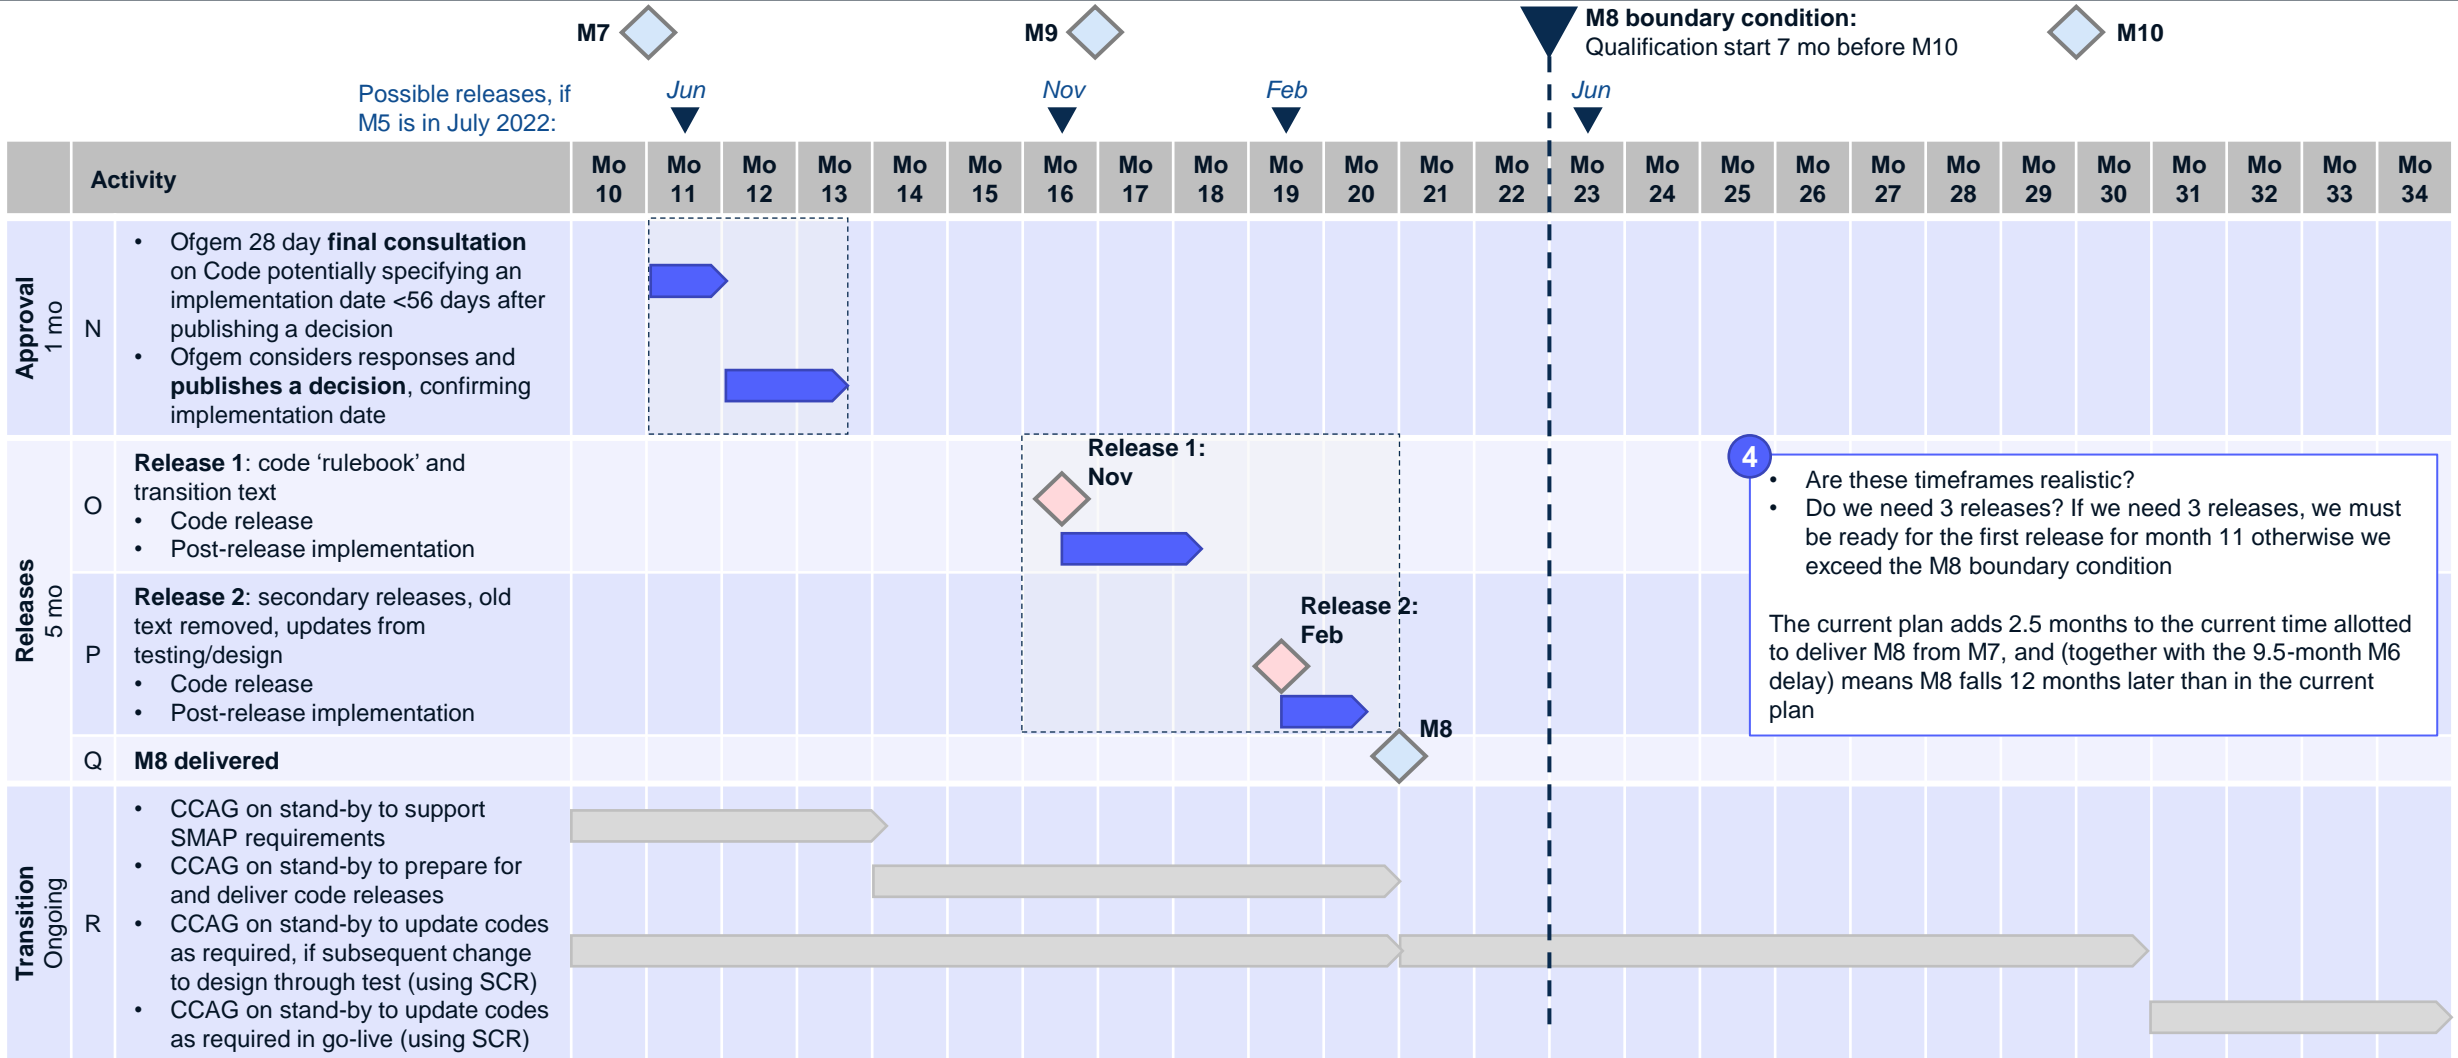 M7
M9
M8 boundary condition:
Qualification start 7 mo before M10
M10
Possible releases, if
M5 is in July 2022:
Jun
Nov
Feb
Jun
Activity
Mo 10
Mo 11
Mo 12
Mo 13
Mo 14
Mo 15
Mo 16
Mo 17
Mo 18
Mo 19
Mo 20
Mo 21
Mo 22
Mo 23
Mo 24
Mo 25
Mo 26
Mo 27
Mo 28
Mo 29
Mo 30
Mo 31
Mo 32
Mo 33
Mo 34
Approval
1 mo
N
• Ofgem 28 day final consultation
on Code potentially specifying an
implementation date <56 days after
publishing a decision
• Ofgem considers responses and
publishes a decision, confirming
implementation date
Releases
5 mo
O
Release 1: code ‘rulebook’ and
transition text
• Code release
• Post-release implementation
Release 1:
Nov
P
Release 2: secondary releases, old
text removed, updates from
testing/design
• Code release
• Post-release implementation
Release 2:
Feb
4
• Are these timeframes realistic?
• Do we need 3 releases? If we need 3 releases, we must
be ready for the first release for month 11 otherwise we
exceed the M8 boundary condition
The current plan adds 2.5 months to the current time allotted
to deliver M8 from M7, and (together with the 9.5-month M6
delay) means M8 falls 12 months later than in the current
plan
Q
M8 delivered
M8
Transition
Ongoing
R
• CCAG on stand-by to support
SMAP requirements
• CCAG on stand-by to prepare for
and deliver code releases
• CCAG on stand-by to update codes
as required, if subsequent change
to design through test (using SCR)
• CCAG on stand-by to update codes
as required in go-live (using SCR)